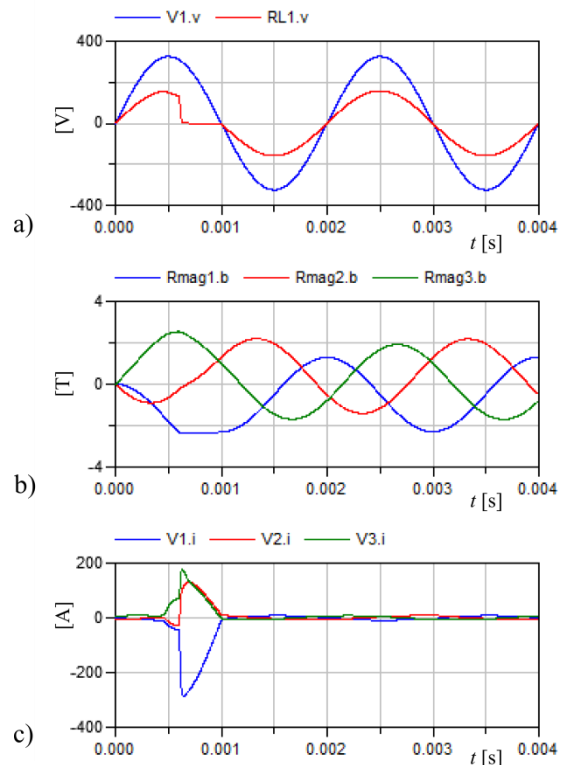 V1.v RL1.v
400
[V]
0
-400
a)
0.000 0.001 0.002 0.003 0.004
t [s]
Rmag1.b Rmag2.b Rmag3.b
4
[T]
0
-4
b)
0.000 0.001 0.002 0.003 0.004
t [s]
V1.i V2.i V3.i
200
[A]
0
-200
-400
c)
0.000 0.001 0.002 0.003 0.004
t [s]